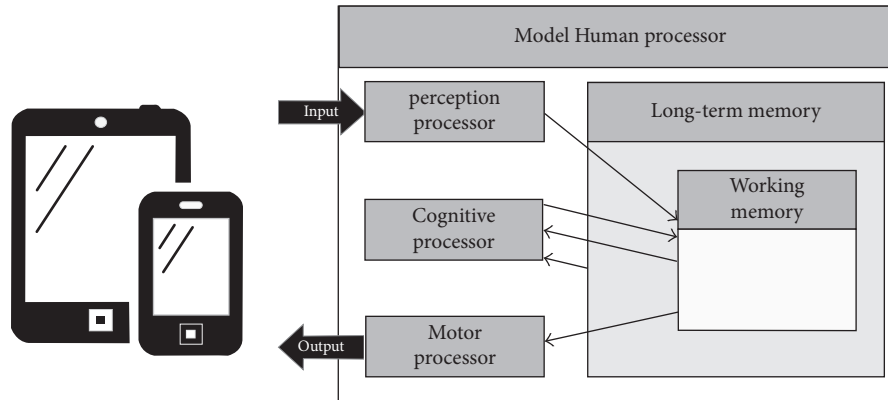 Model Human processor
Input
perception
processor
Long-term memory
Working
memory
Cognitive
processor
Output
Motor
processor